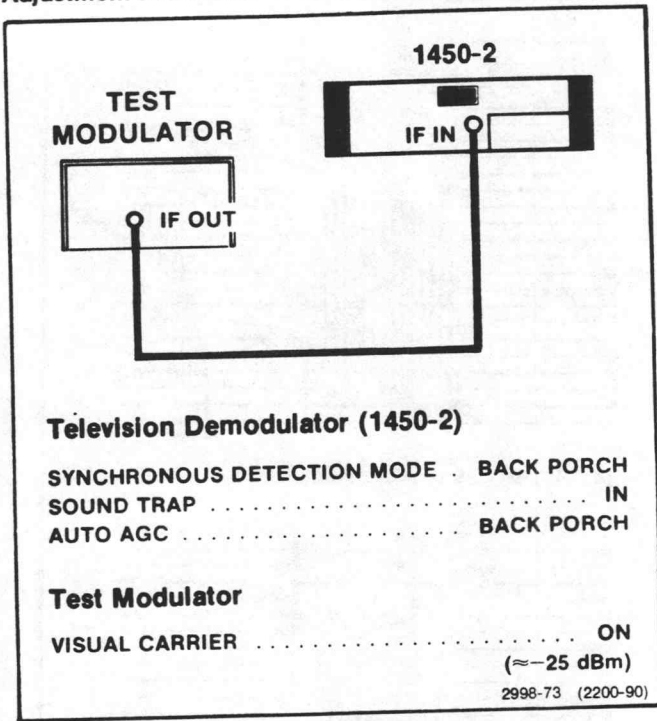 1450-2
TEST
MODULATOR
IF IN
IF OUT
Television Demodulator (1450-2)
SYNCHRONOUS DETECTION MODE .. BACK PORCH
SOUND TRAP . . . . . . . . . . . . . . . . . . . . . . . . . . . . IN
AUTO AGC . . . . . . . . . . . . . . . . . . . . . BACK PORCH
Test Modulator
VISUAL CARRIER . . . . . . . . . . . . . . . . . . . . . . . . ON
(≈−25 dBm)
2998-73 (2200-90)